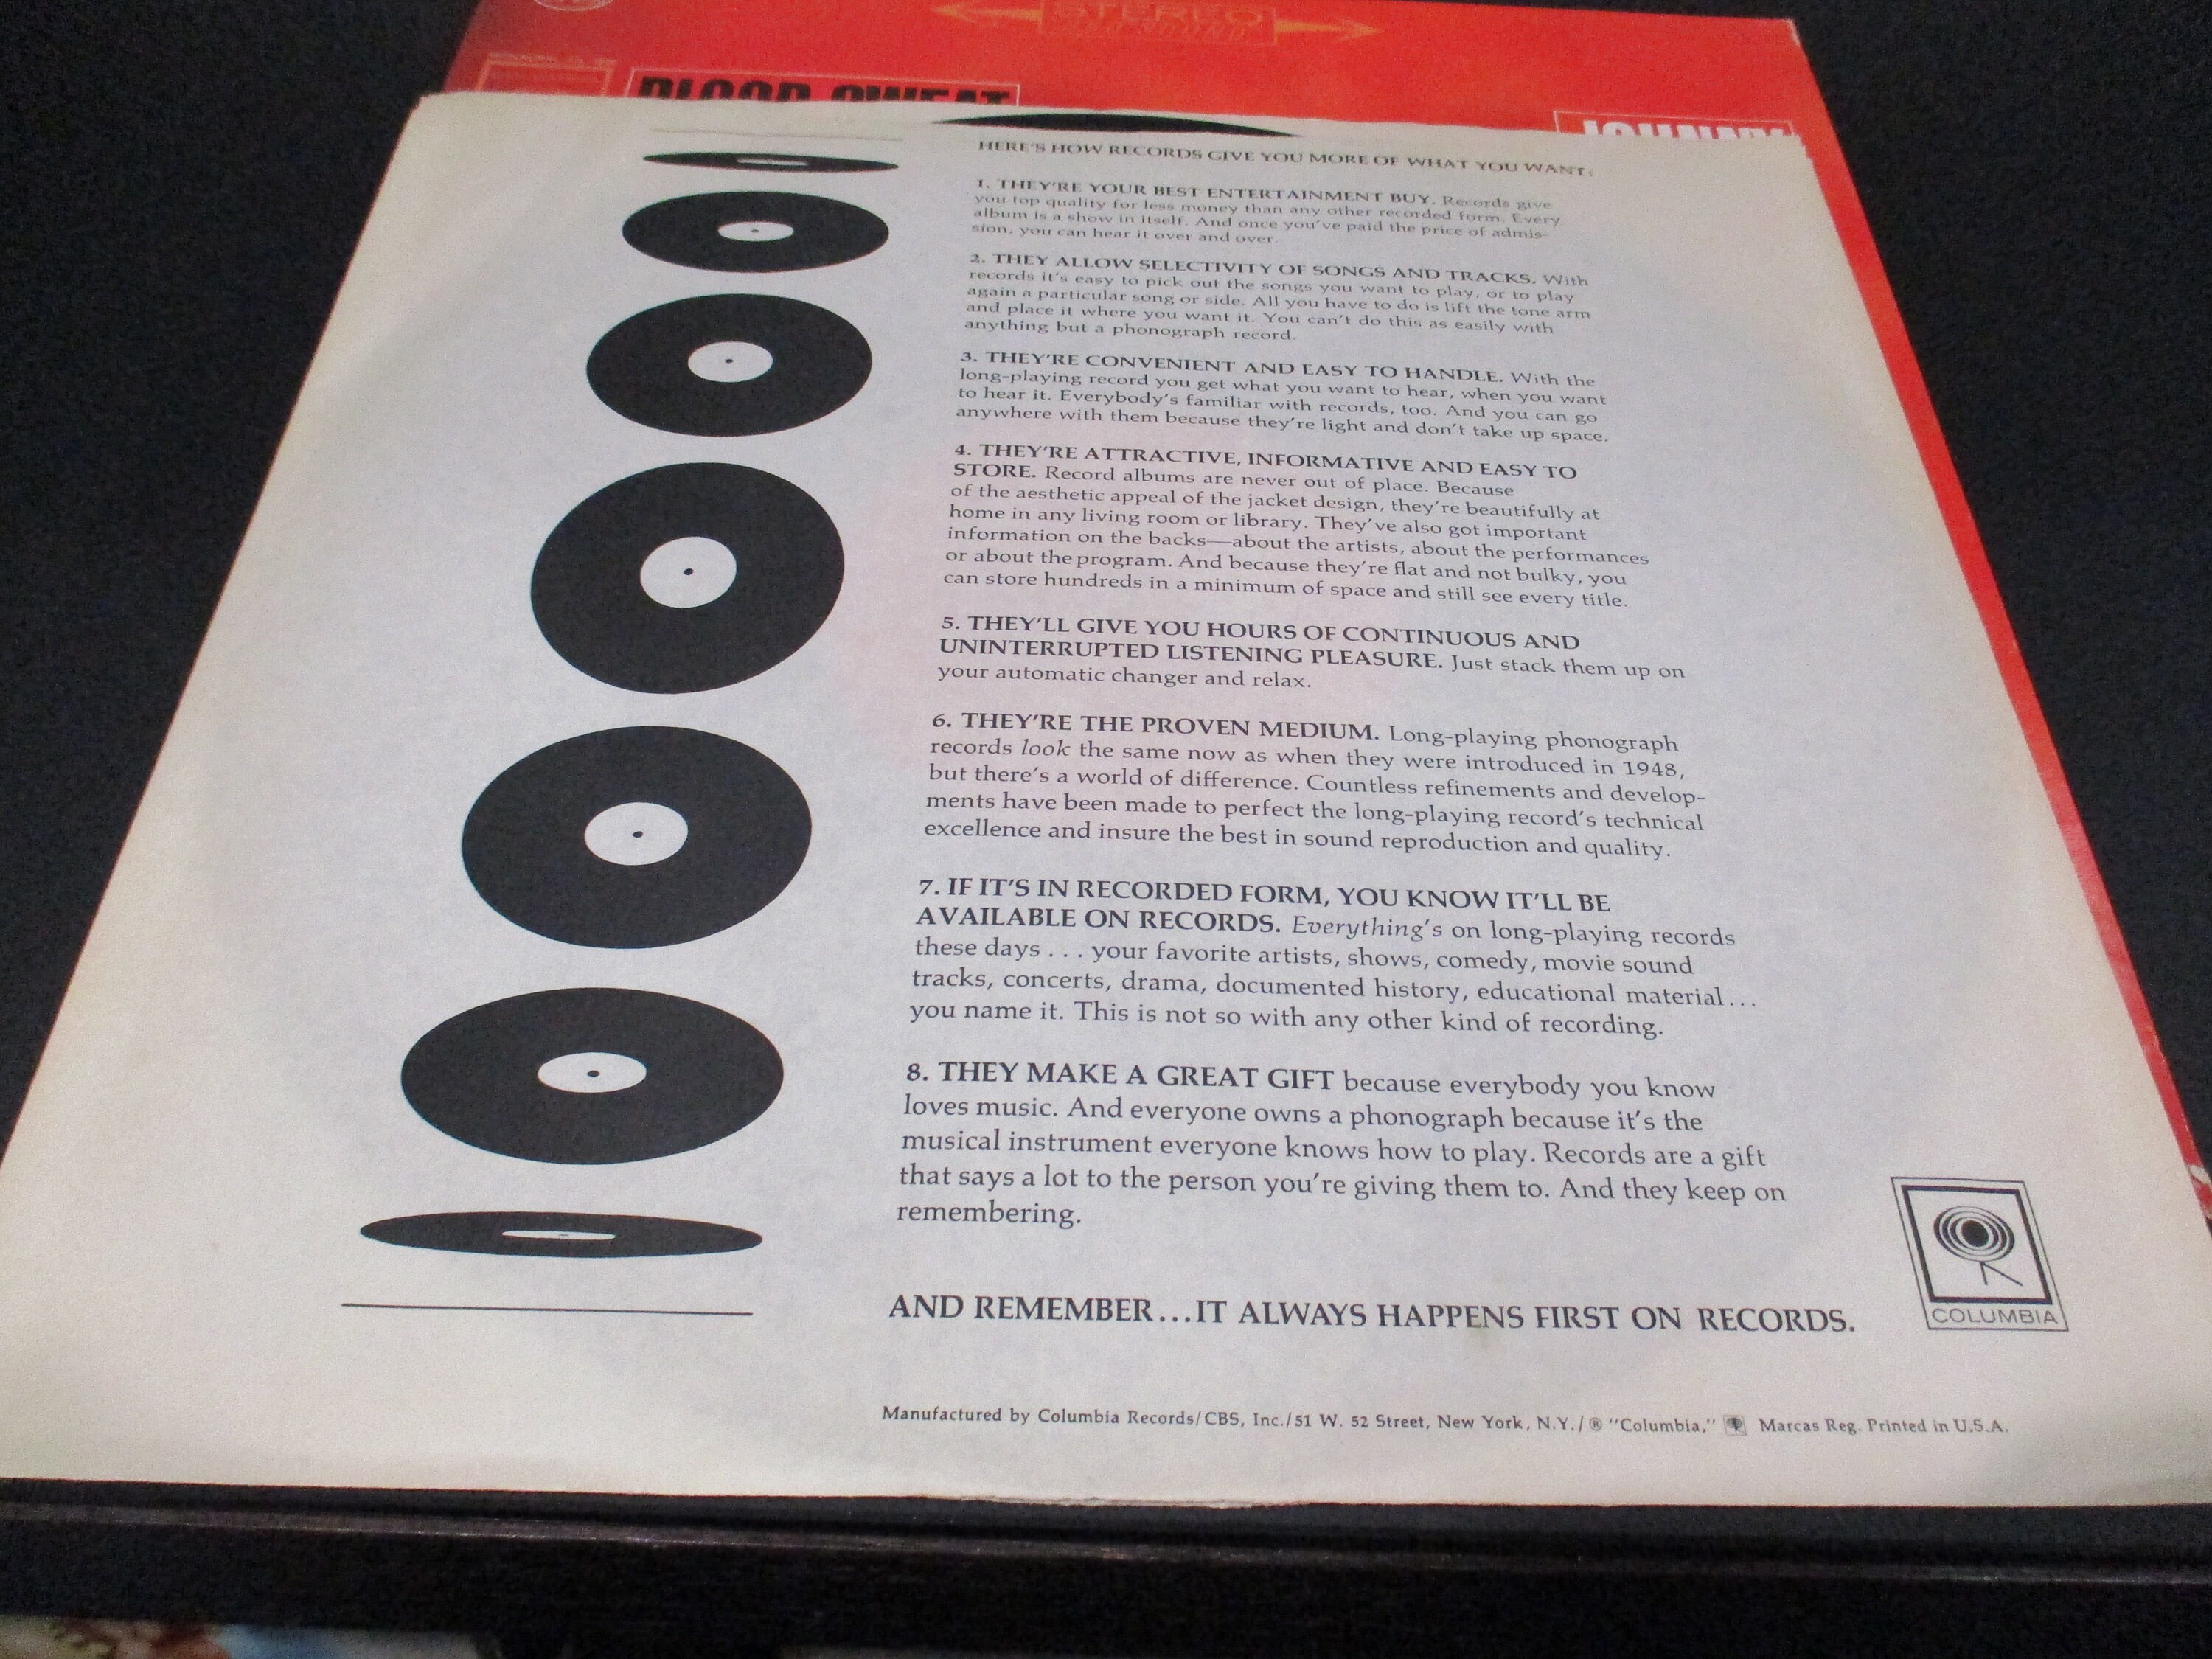 STEREO
BLOOD, SWEAT
JOHNNY
HERE'S HOW RECORDS GIVE YOU MORE OF WHAT YOU WANT:
1. THEY'RE YOUR BEST ENTERTAINMENT BUY. Records give
you top quality for less money than any other recorded form. Every
album is a show in itself. And once you've paid the price of admis-
sion, you can hear it over and over.
2. THEY ALLOW SELECTIVITY OF SONGS AND TRACKS. With
records it's easy to pick out the songs you want to play, or to play
again a particular song or side. All you have to do is lift the tone arm
and place it where you want it. You can't do this as easily with
anything but a phonograph record.
3. THEY'RE CONVENIENT AND EASY TO HANDLE. With the
long-playing record you get what you want to hear, when you want
to hear it. Everybody's familiar with records, too. And you can go
anywhere with them because they're light and don't take up space.
4. THEY'RE ATTRACTIVE, INFORMATIVE AND EASY TO
STORE. Record albums are never out of place. Because
of the aesthetic appeal of the jacket design, they're beautifully at
home in any living room or library. They've also got important
information on the backs—about the artists, about the performances
or about the program. And because they're flat and not bulky, you
can store hundreds in a minimum of space and still see every title.
5. THEY'LL GIVE YOU HOURS OF CONTINUOUS AND
UNINTERRUPTED LISTENING PLEASURE. Just stack them up on
your automatic changer and relax.
6. THEY'RE THE PROVEN MEDIUM. Long-playing phonograph
records look the same now as when they were introduced in 1948,
but there's a world of difference. Countless refinements and develop-
ments have been made to perfect the long-playing record's technical
excellence and insure the best in sound reproduction and quality.
7. IF IT'S IN RECORDED FORM, YOU KNOW IT'LL BE
AVAILABLE ON RECORDS. Everything's on long-playing records
these days . . . your favorite artists, shows, comedy, movie sound
tracks, concerts, drama, documented history, educational material . . .
you name it. This is not so with any other kind of recording.
8. THEY MAKE A GREAT GIFT because everybody you know
loves music. And everyone owns a phonograph because it's the
musical instrument everyone knows how to play. Records are a gift
that says a lot to the person you're giving them to. And they keep on
remembering.
AND REMEMBER...IT ALWAYS HAPPENS FIRST ON RECORDS.
COLUMBIA
Manufactured by Columbia Records/CBS, Inc./51 W. 52 Street, New York, N.Y./® "Columbia," Marcas Reg. Printed in U.S.A.